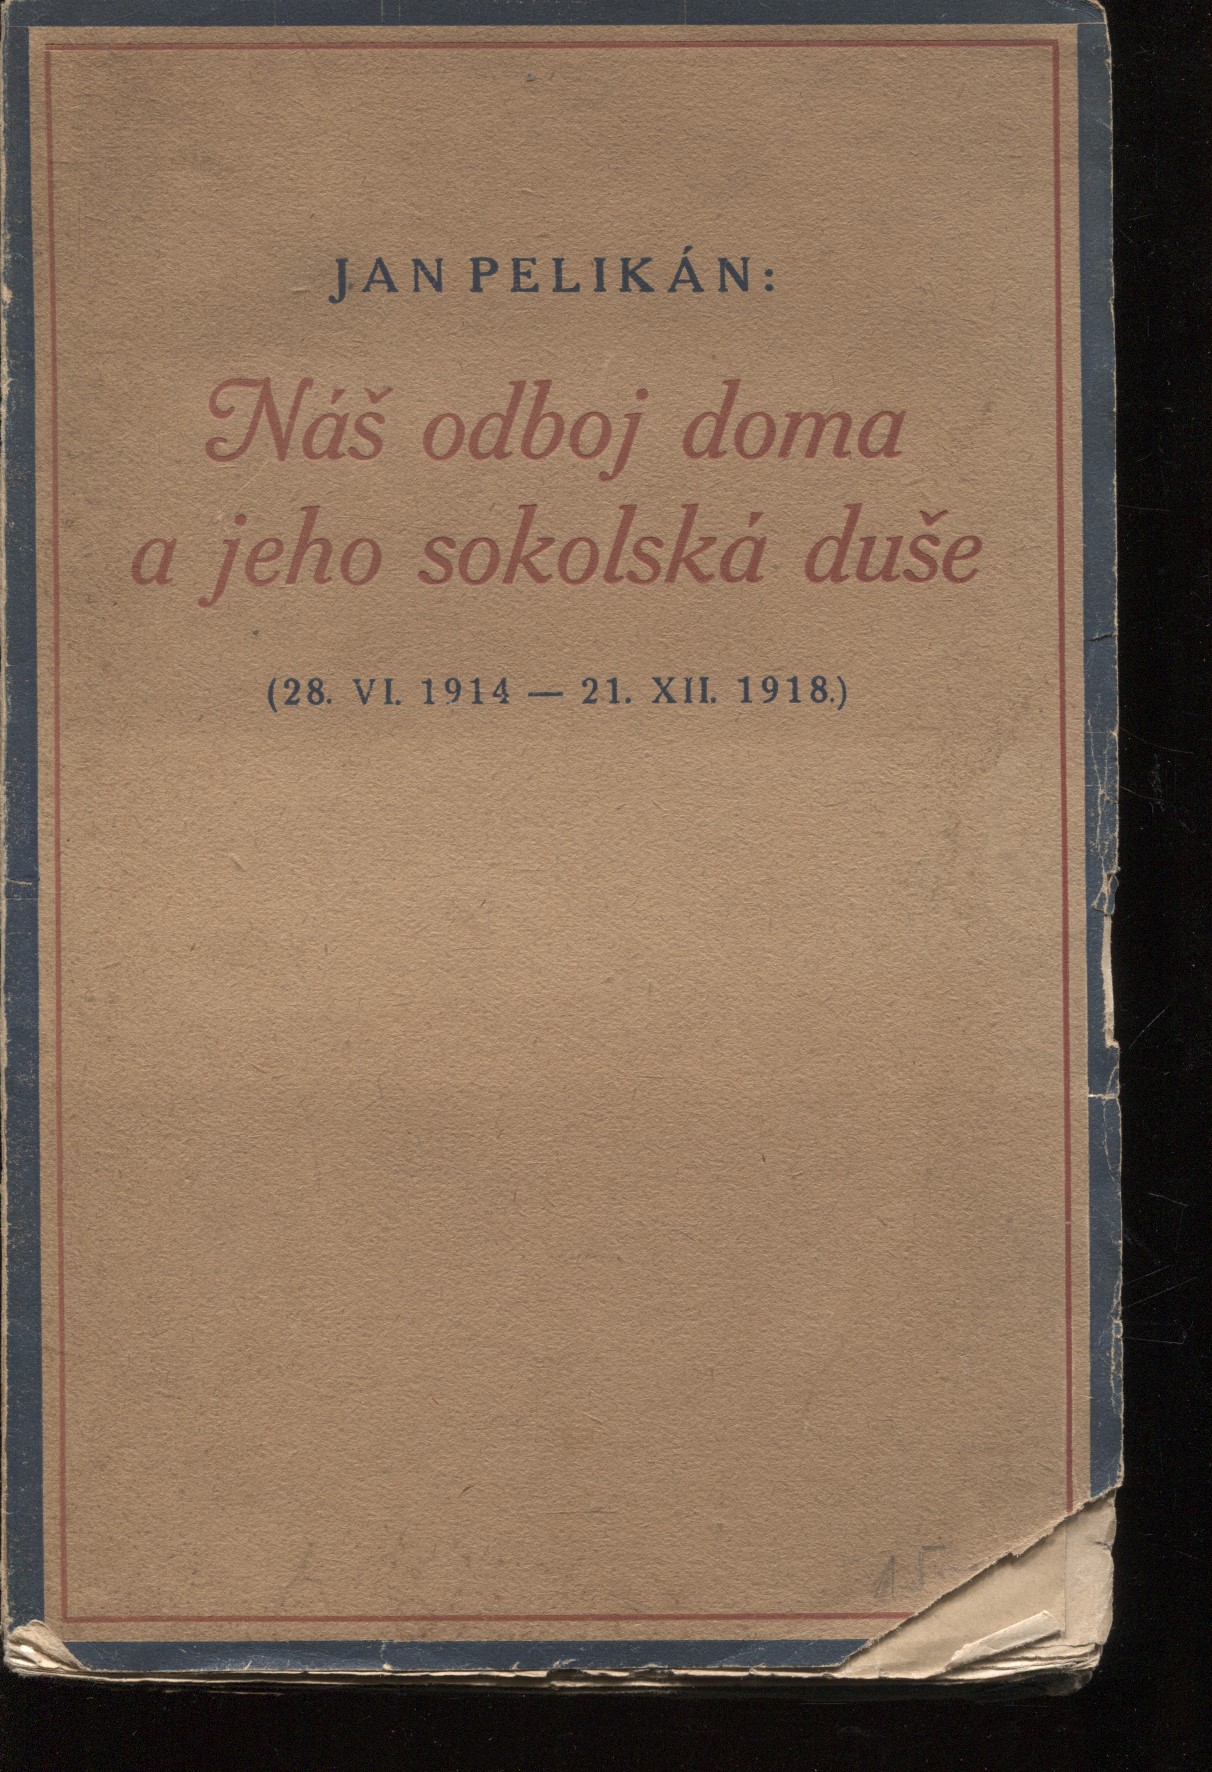 JAN PELIKÁN:
Náš odboj doma
a jeho sokolská duše
(28. VI. 1914 — 21. XII. 1918.)